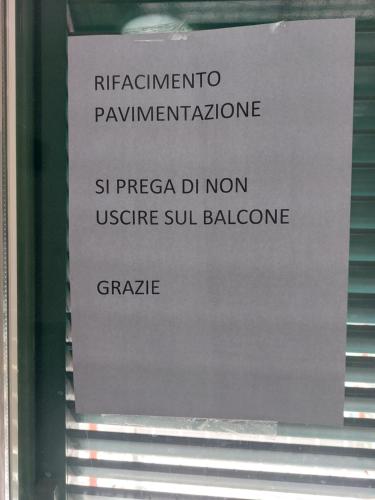 RIFACIMENTO
PAVIMENTAZIONE
SI PREGA DI NON
USCIRE SUL BALCONE
GRAZIE